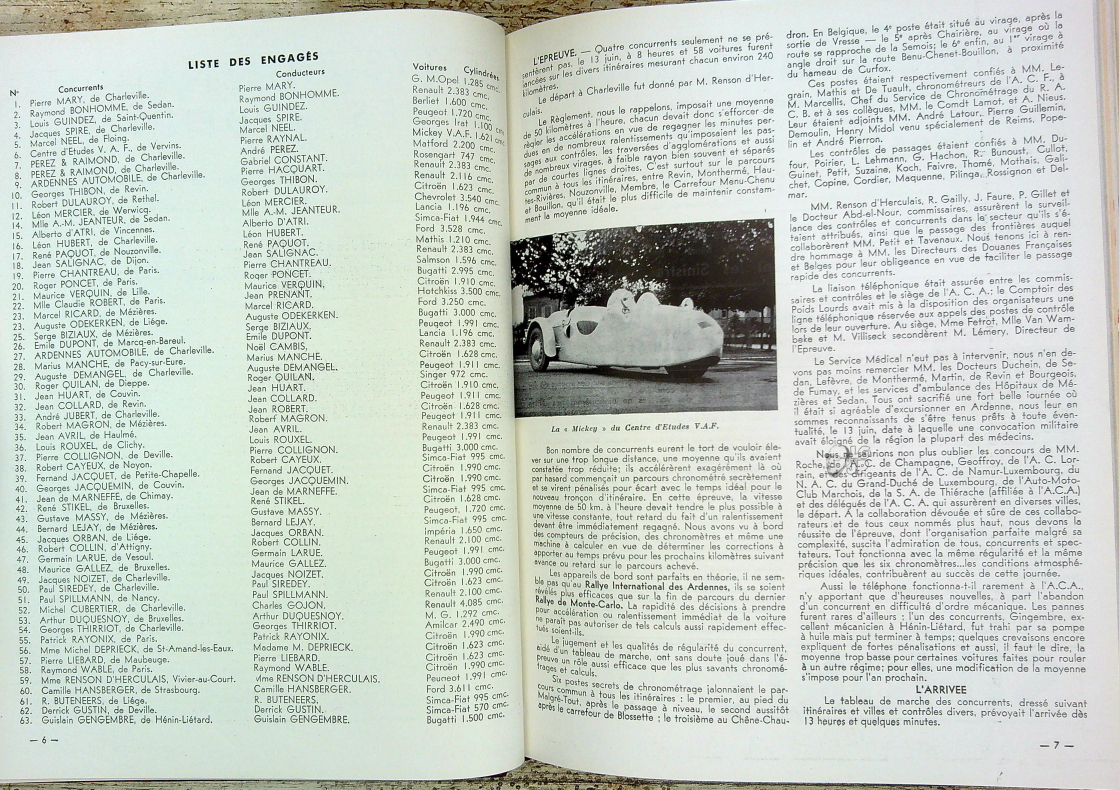 LISTE DES ENGAGÉS
N° Concurrents Conducteurs Voitures Cylindrées
1. Pierre MARY, de Charleville. Pierre MARY. G. M. Opel 1.285 cmc.
2. Raymond BONHOMME, de Sedan. Raymond BONHOMME. Renault 2.383 cmc.
3. Louis GUINDEZ, de Saint-Quentin. Louis GUINDEZ. Berliet 1.600 cmc.
4. Jacques SPIRE, de Charleville. Jacques SPIRE. Peugeot 1.720 cmc.
5. Marcel NEEL, de Floing. Marcel NEEL. Georges Irat 1.100 cmc.
6. Centre d'Etudes V. A. F., de Vervins. Pierre RAYNAL. Mickey V.A.F. 1.621
7. PEREZ & RAIMOND, de Charleville. André PEREZ. Matford 2.200 cmc.
8. PEREZ & RAIMOND, de Charleville. Gabriel CONSTANT. Rosengart 747 cmc.
9. ARDENNES AUTOMOBILE, de Charleville. Pierre HACQUART. Renault 2.383 cmc.
10. Georges THIBON, de Revin. Georges THIBON. Renault 2.116 cmc.
11. Robert DULAUROY, de Rethel. Robert DULAUROY. Citroën 1.623 cmc.
12. Léon MERCIER, de Werwicq. Léon MERCIER. Chevrolet 3.540 cmc.
14. Mlle A.-M. JEANTEUR, de Sedan. Mlle A.-M. JEANTEUR. Lancia 1.196 cmc.
15. Alberto d'ATRI, de Vincennes. Alberto D'ATRI. Simca-Fiat 1.944 cmc.
16. Léon HUBERT, de Charleville. Léon HUBERT. Ford 3.528 cmc.
17. René PAQUOT, de Nouzonville. René PAQUOT. Mathis 1.210 cmc.
18. Jean SALIGNAC, de Dijon. Jean SALIGNAC. Renault 2.383 cmc.
19. Pierre CHANTREAU, de Paris. Pierre CHANTREAU. Salmson 1.596 cmc.
20. Roger PONCET, de Paris. Roger PONCET. Bugatti 2.995 cmc.
21. Maurice VERQUIN, de Lille. Maurice VERQUIN. Citroën 1.910 cmc.
22. Mlle Claudie ROBERT, de Paris. Jean PRENANT. Hotchkiss 3.500 cmc.
23. Marcel RICARD, de Mézières. Marcel RICARD. Ford 3.250 cmc.
23. Auguste ODEKERKEN, de Liége. Auguste ODEKERKEN. Bugatti 3.000 cmc.
25. Serge BIZIAUX, de Mézières. Serge BIZIAUX. Peugeot 1.991 cmc.
26. Emile DUPONT, de Marcq-en-Bareul. Emile DUPONT. Lancia 1.196 cmc.
27. ARDENNES AUTOMOBILE, de Charleville. Noël CAMBIS. Renault 2.383 cmc.
28. Marius MANCHE, de Pacy-sur-Eure. Marius MANCHE. Citroën 1.628 cmc.
29. Auguste DEMANGEL, de Charleville. Auguste DEMANGEL. Peugeot 1.911 cmc.
30. Roger QUILAN, de Dieppe. Roger QUILAN. Singer 972 cmc.
31. Jean HUART, de Couvin. Jean HUART. Citroën 1.910 cmc.
32. Jean COLLARD, de Revin. Jean COLLARD. Peugeot 1.911 cmc.
33. André JUBERT, de Charleville. Jean ROBERT. Citroën 1.628 cmc.
34. Robert MAGRON, de Mézières. Robert MAGRON. Peugeot 1.911 cmc.
35. Jean AVRIL, de Haulmé. Jean AVRIL. Renault 2.383 cmc.
36. Louis ROUXEL, de Clichy. Louis ROUXEL. Peugeot 1.991 cmc.
37. Pierre COLLIGNON, de Deville. Pierre COLLIGNON. Bugatti 3.000 cmc.
38. Robert CAYEUX, de Noyon. Robert CAYEUX. Simca-Fiat 995 cmc.
39. Fernand JACQUET, de Petite-Chapelle. Fernand JACQUET. Citroën 1.990 cmc.
40. Georges JACQUEMIN, de Couvin. Georges JACQUEMIN. Citroën 1.990 cmc.
41. Jean de MARNEFFE, de Chimay. Jean de MARNEFFE. Simca-Fiat 995 cmc.
42. René STIKEL, de Bruxelles. René STIKEL. Citroën 1.628 cmc.
43. Gustave MASSY, de Mézières. Gustave MASSY. Peugeot. 1.720 cmc.
44. Bernard LEJAY, de Mézières. Bernard LEJAY. Simca-Fiat 995 cmc.
45. Jacques ORBAN, de Liége. Jacques ORBAN. Impéria 1.650 cmc.
46. Robert COLLIN, d'Attigny. Robert COLLIN. Renault 2.100 cmc.
47. Germain LARUE, de Vesoul. Germain LARUE. Peugeot 1.991 cmc.
48. Maurice GALLEZ, de Bruxelles. Maurice GALLEZ. Bugatti 3.000 cmc.
49. Jacques NOIZET, de Charleville. Jacques NOIZET. Citroën 1.990 cmc.
50. Paul SIREDEY, de Charleville. Paul SIREDEY. Citroën 1.623 cmc.
51. Paul SPILLMANN, de Nancy. Paul SPILLMANN. Renault 2.100 cmc.
52. Michel CUBERTIER, de Charleville. Charles GOJON. Renault 4.085 cmc.
53. Arthur DUQUESNOY, de Bruxelles. Arthur DUQUESNOY. M. G. 1.292 cmc.
54. Georges THIRRIOT, de Charleville. Georges THIRRIOT. Amilcar 2.490 cmc.
55. Patrick RAYONIX, de Paris. Patrick RAYONIX. Citroën 1.990 cmc.
56. Mme Michel DEPRIECK, de St-Amand-les-Eaux. Madame M. DEPRIECK. Citroën 1.623 cmc.
57. Pierre LIEBARD, de Maubeuge. Pierre LIEBARD. Citroën 1.623 cmc.
58. Raymond WABLE, de Paris. Raymond WABLE. Citroën 1.990 cmc.
59. Mme RENSON D'HERCULAIS, Vivier-au-Court. Mme RENSON D'HERCULAIS. Peugeot 1.991 cmc.
60. Camille HANSBERGER, de Strasbourg. Camille HANSBERGER. Ford 3.611 cmc.
61. R. BUTENEERS, de Liége. R. BUTENEERS. Simca-Fiat 995 cmc.
62. Derrick GUSTIN, de Deville. Derrick GUSTIN. Simca-Fiat 570 cmc.
63. Guislain GENGEMBRE, de Hénin-Liétard. Guislain GENGEMBRE. Bugatti 1.500 cmc.
— 6 —
L'EPREUVE. — Quatre concurrents seulement ne se pré-
sentèrent pas, le 13 juin, à 8 heures et 58 voitures furent
lancées sur les divers itinéraires mesurant chacun environ 240
kilomètres.
Le départ à Charleville fut donné par M. Renson d'Her-
culais.
Le Règlement, nous le rappelons, imposait une moyenne
de 50 kilomètres à l'heure, chacun devait donc s'efforcer de
régler les accélérations en vue de regagner les minutes per-
dues en de nombreux ralentissements qu'imposaient les pas-
sages aux contrôles, les traversées d'agglomérations et aussi
de nombreux virages, à faible rayon bien souvent et séparés
par de courtes lignes droites. C'est surtout sur le parcours
commun à tous les itinéraires, entre Revin, Monthermé, Hau-
tes-Rivières, Nouzonville, Membre, le Carrefour Menu-Chenu
et Bouillon, qu'il était le plus difficile de maintenir constam-
ment la moyenne idéale.
La « Mickey » du Centre d'Etudes V.A.F.
Bon nombre de concurrents eurent le tort de vouloir éle-
ver sur une trop longue distance, une moyenne qu'ils avaient
constatée trop réduite; ils accélérèrent exagérément là où
par hasard commençait un parcours chronométré secrètement
et se virent pénalisés pour écart avec le temps idéal pour le
nouveau tronçon d'itinéraire. En cette épreuve, la vitesse
moyenne de 50 km. à l'heure devant tendre le plus possible à
une vitesse constante, tout retard du fait d'un ralentissement
devant être immédiatement regagné. Nous avons vu à bord
des compteurs de précision, des chronomètres et même une
machine à calculer en vue de déterminer les corrections à
apporter au temps prévu pour les prochains kilomètres suivant
avance ou retard sur le parcours achevé.
Les appareils de bord sont parfaits en théorie, il ne sem-
ble pas qu'au Rallye International des Ardennes, ils se soient
révélés plus efficaces que sur la fin de parcours du dernier
Rallye de Monte-Carlo. La rapidité des décisions à prendre
pour accélération ou ralentissement immédiat de la voiture
ne paraît pas autoriser de tels calculs aussi rapidement effec-
tués soient-ils.
Le jugement et les qualités de régularité du concurrent,
aidé d'un tableau de marche, ont sans doute joué dans l'é-
preuve un rôle aussi efficace que les plus savants chronomé-
trages et calculs.
Six postes secrets de chronométrage jalonnaient le par-
cours commun à tous les itinéraires : le premier, au pied du
Malgré-Tout, après le passage à niveau, le second aussitôt
après le carrefour de Blossette ; le troisième au Chêne-Chau-
dron. En Belgique, le 4e poste était situé au virage, après la
sortie de Vresse — le 5e après Chairière, au virage où la
route se rapproche de la Semois; le 6e enfin, au 1er virage à
angle droit sur la route Benu-Chenet-Bouillon, à proximité
du hameau de Curfox.
Ces postes étaient respectivement confiés à MM. Le-
grain, Mathis et De Tuault, chronométreurs de l'A. C. F., à
M. Marcellis, Chef du Service de Chronométrage du R. A.
C. B. et à ses collègues, MM. le Comdt Lamot, et A. Nieus.
Leur étaient adjoints MM. André Latour, Pierre Guillemin,
Demoulin, Henry Midol venu spécialement de Reims, Pope-
lin et André Pierron.
Les contrôles de passages étaient confiés à MM. Du-
four, Poirier, L. Lehmann, G. Hachon, R. Bunoust, Cullot,
Guinet, Petit, Suzaine, Koch, Faivre, Thomé, Mothais, Gali-
chet, Copine, Cordier, Maquenne, Pilinga, Rossignon et Del-
mar.
MM. Renson d'Herculais, R. Gailly, J. Faure, P. Gillet et
le Docteur Abd-el-Nour, commissaires, assurèrent la surveil-
lance des contrôles et concurrents dans le secteur qu'ils s'é-
taient attribués, ainsi que le passage des frontières auquel
collaborèrent MM. Petit et Tavenaux. Nous tenons ici à ren-
dre hommage à MM. les Directeurs des Douanes Françaises
et Belges pour leur obligeance en vue de faciliter le passage
rapide des concurrents.
La liaison téléphonique était assurée entre les commis-
saires et contrôles et le siège de l'A. C. A.; le Comptoir des
Poids Lourds avait mis à la disposition des organisateurs une
ligne téléphonique réservée aux appels des postes de contrôle
lors de leur ouverture. Au siège, Mme Fetrot, Mlle Van Wam-
beke et M. Villiseck secondèrent M. Lémery, Directeur de
l'Epreuve.
Le Service Médical n'eut pas à intervenir, nous n'en de-
vons pas moins remercier MM. les Docteurs Duchein, de Se-
dan, Lefèvre, de Monthermé, Martin, de Revin et Bourgeois,
de Fumay, et les services d'ambulance des Hôpitaux de Mé-
zières et Sedan. Tous ont sacrifié une fort belle journée où
il était si agréable d'excursionner en Ardenne, nous leur en
sommes reconnaissants de s'être tenus prêts à toute éven-
tualité, le 13 juin, date à laquelle une convocation militaire
avait éloigné de la région la plupart des médecins.
Nous ne saurions non plus oublier les concours de MM.
Roche, A.C. de Champagne, Geoffroy, de l'A. C. Lor-
rain, et des dirigeants de l'A. C. de Namur-Luxembourg, du
N. A. C. du Grand-Duché de Luxembourg, de l'Auto-Moto-
Club Marchois, de la S. A. de Thiérache (affiliée à l'A.C.A.)
et des délégués de l'A. C. A. qui assurèrent en diverses villes,
le départ. A la collaboration dévouée et sûre de ces collabo-
rateurs et de tous ceux nommés plus haut, nous devons la
réussite de l'épreuve, dont l'organisation parfaite malgré sa
complexité, suscita l'admiration de tous, concurrents et spec-
tateurs. Tout fonctionna avec la même régularité et la même
précision que les six chronomètres...les conditions atmosphé-
riques idéales, contribuèrent au succès de cette journée.
Aussi le téléphone fonctionna-t-il rarement à l'A.C.A.,
n'y apportant que d'heureuses nouvelles, à part l'abandon
d'un concurrent en difficulté d'ordre mécanique. Les pannes
furent rares d'ailleurs : l'un des concurrents, Gingembre, ex-
cellent mécanicien à Hénin-Liétard, fut trahi par sa pompe
à huile mais put terminer à temps; quelques crevaisons encore
expliquent de fortes pénalisations et aussi, il faut le dire, la
moyenne trop basse pour certaines voitures faites pour rouler
à un autre régime; pour elles, une modification de la moyenne
s'impose pour l'an prochain.
L'ARRIVEE
Le tableau de marche des concurrents, dressé suivant
itinéraires et villes et contrôles divers, prévoyait l'arrivée dès
13 heures et quelques minutes.
— 7 —